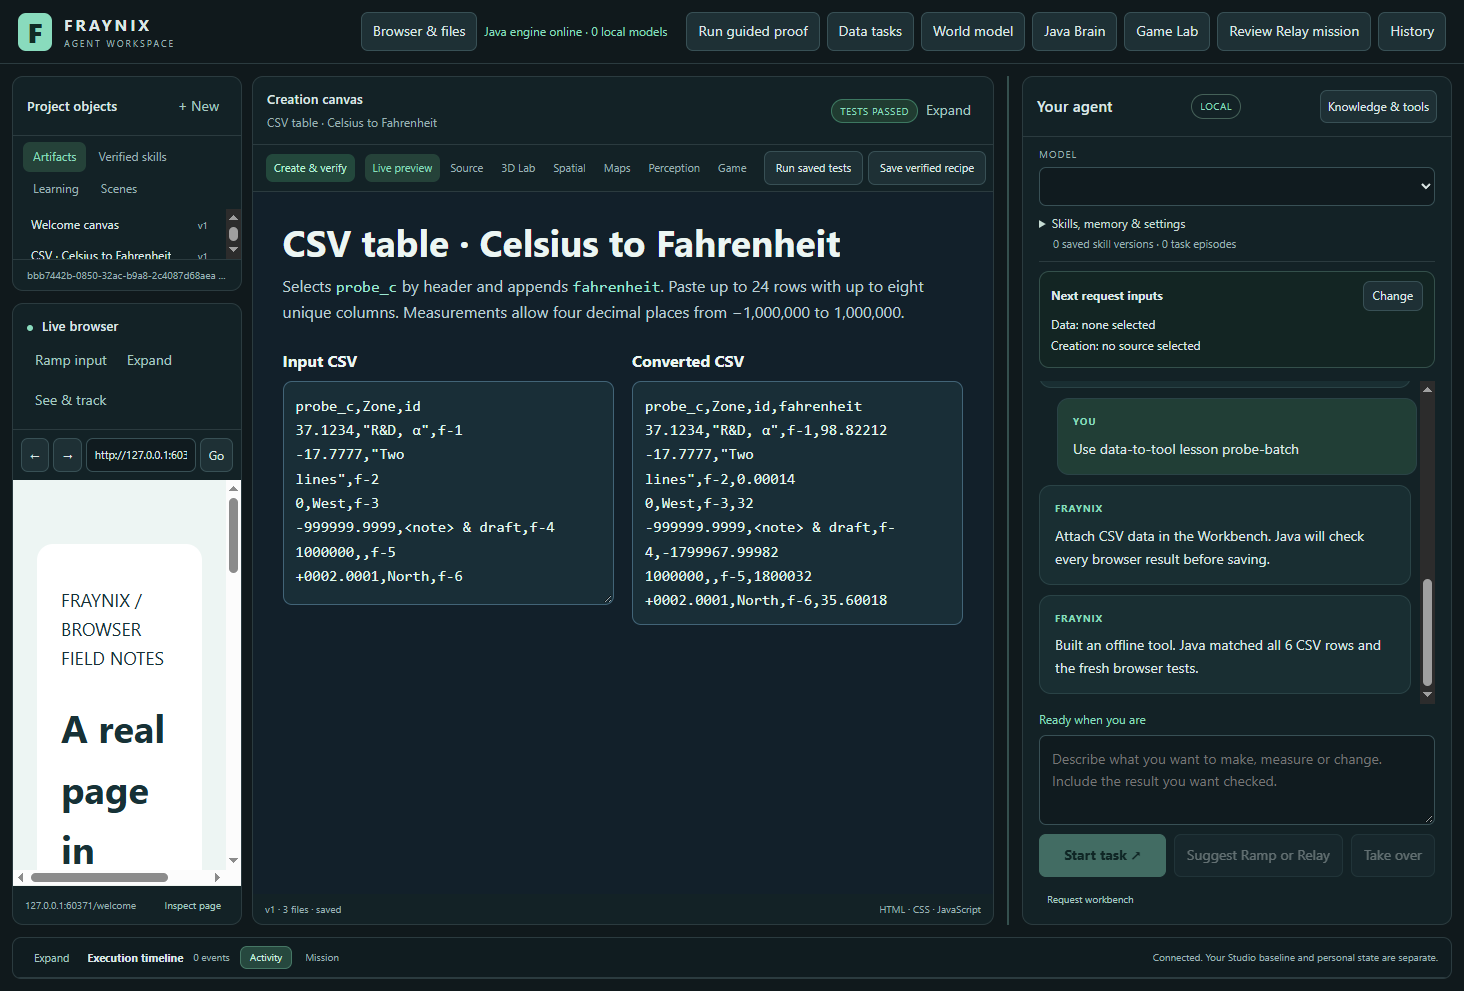 F
FRAYNIX
AGENT WORKSPACE
Browser & files
Java engine online · 0 local models
Run guided proof
Data tasks
World model
Java Brain
Game Lab
Review Relay mission
History
Project objects
+ New
Artifacts
Verified skills
Learning
Scenes
Welcome canvas
v1
CSV · Celsius to Fahrenheit
v1
bbb7442b-0850-32ac-b9a8-2c4087d68aea ...
Live browser
Ramp input
Expand
See & track
←
→
http://127.0.0.1:603
Go
FRAYNIX /
BROWSER
FIELD NOTES
A real
page
in
127.0.0.1:60371/welcome
Inspect page
Creation canvas
CSV table · Celsius to Fahrenheit
TESTS PASSED
Expand
Create & verify
Live preview
Source
3D Lab
Spatial
Maps
Perception
Game
Run saved tests
Save verified recipe
CSV table · Celsius to Fahrenheit
Selects probe_c by header and appends fahrenheit. Paste up to 24 rows with up to eight
unique columns. Measurements allow four decimal places from −1,000,000 to 1,000,000.
Input CSV
probe_c,Zone,id
37.1234,"R&D, α",f-1
-17.7777,"Two
lines",f-2
0,West,f-3
-999999.9999,<note> & draft,f-4
1000000,,f-5
+0002.0001,North,f-6
Converted CSV
probe_c,Zone,id,fahrenheit
37.1234,"R&D, α",f-1,98.82212
-17.7777,"Two
lines",f-2,0.00014
0,West,f-3,32
-999999.9999,<note> & draft,f-
4,-1799967.99982
1000000,,f-5,1800032
+0002.0001,North,f-6,35.60018
v1 · 3 files · saved
HTML · CSS · JavaScript
Your agent
LOCAL
Knowledge & tools
MODEL
Skills, memory & settings
0 saved skill versions · 0 task episodes
Next request inputs
Change
Data: none selected
Creation: no source selected
YOU
Use data-to-tool lesson probe-batch
FRAYNIX
Attach CSV data in the Workbench. Java will check
every browser result before saving.
FRAYNIX
Built an offline tool. Java matched all 6 CSV rows and
the fresh browser tests.
Ready when you are
Describe what you want to make, measure or change.
Include the result you want checked.
Start task ↗
Suggest Ramp or Relay
Take over
Request workbench
Expand
Execution timeline
0 events
Activity
Mission
Connected. Your Studio baseline and personal state are separate.